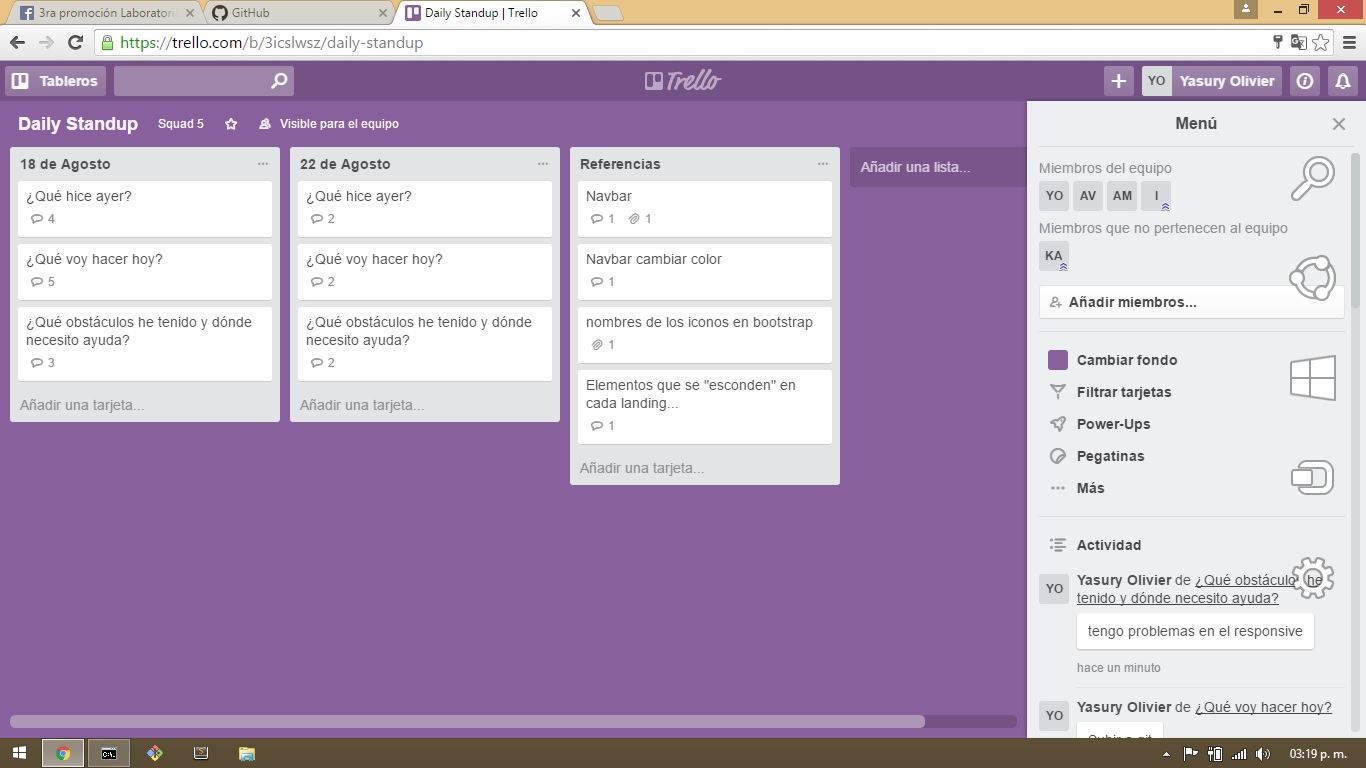 3ra promoción Laboratori
GitHub
Daily Standup | Trello
https://trello.com/b/3icslwsz/daily-standup
Tableros
Trello
YO
Yasury Olivier
Daily Standup
Squad 5
Visible para el equipo
18 de Agosto
¿Qué hice ayer?
4
¿Qué voy hacer hoy?
5
¿Qué obstáculos he tenido y dónde
necesito ayuda?
3
Añadir una tarjeta...
22 de Agosto
¿Qué hice ayer?
2
¿Qué voy hacer hoy?
2
¿Qué obstáculos he tenido y dónde
necesito ayuda?
2
Añadir una tarjeta...
Referencias
Navbar
1 1
Navbar cambiar color
1
nombres de los iconos en bootstrap
1
Elementos que se "esconden" en
cada landing...
1
Añadir una tarjeta...
Añadir una lista...
Menú
Miembros del equipo
YO AV AM I
Miembros que no pertenecen al equipo
KA
Añadir miembros...
Cambiar fondo
Filtrar tarjetas
Power-Ups
Pegatinas
Más
Actividad
YO
Yasury Olivier de ¿Qué obstáculo he
tenido y dónde necesito ayuda?
tengo problemas en el responsive
hace un minuto
YO
Yasury Olivier de ¿Qué voy hacer hoy?
03:19 p. m.